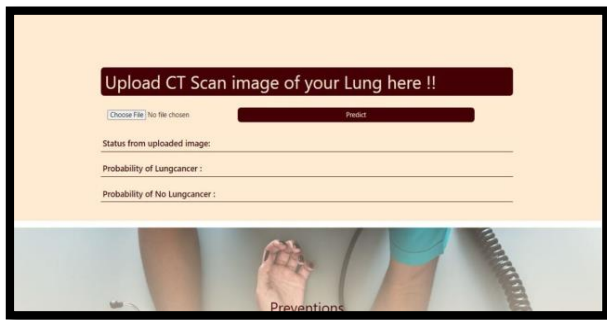 Upload CT Scan image of your Lung here !!
Choose File No file chosen
Predict
Status from uploaded image:
Probability of Lungcancer :
Probability of No Lungcancer :
Preventions